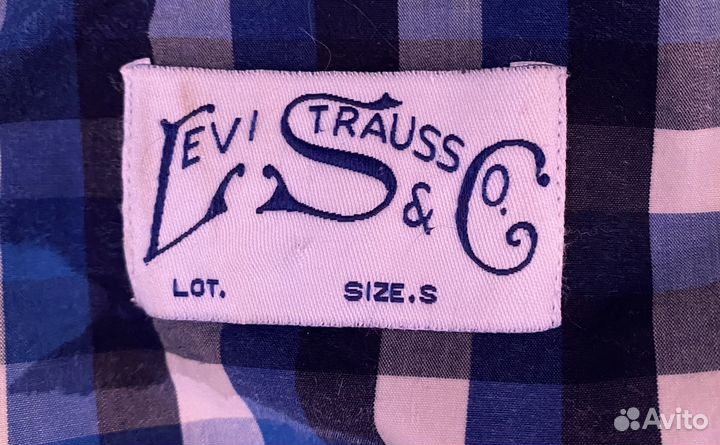 LEVI STRAUSS
& Co.
LOT. SIZE.S
Avito